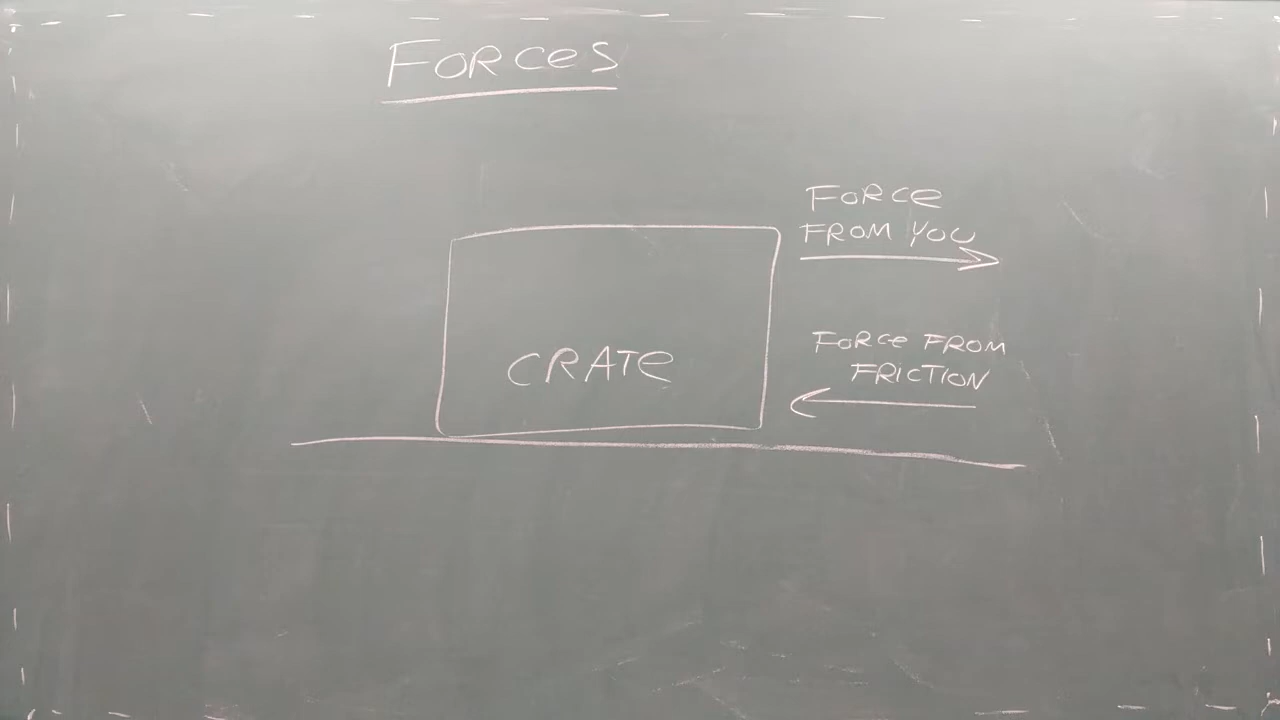 FORCES
FORCE
FROM YOU
FORCE FROM
FRICTION
CRATE